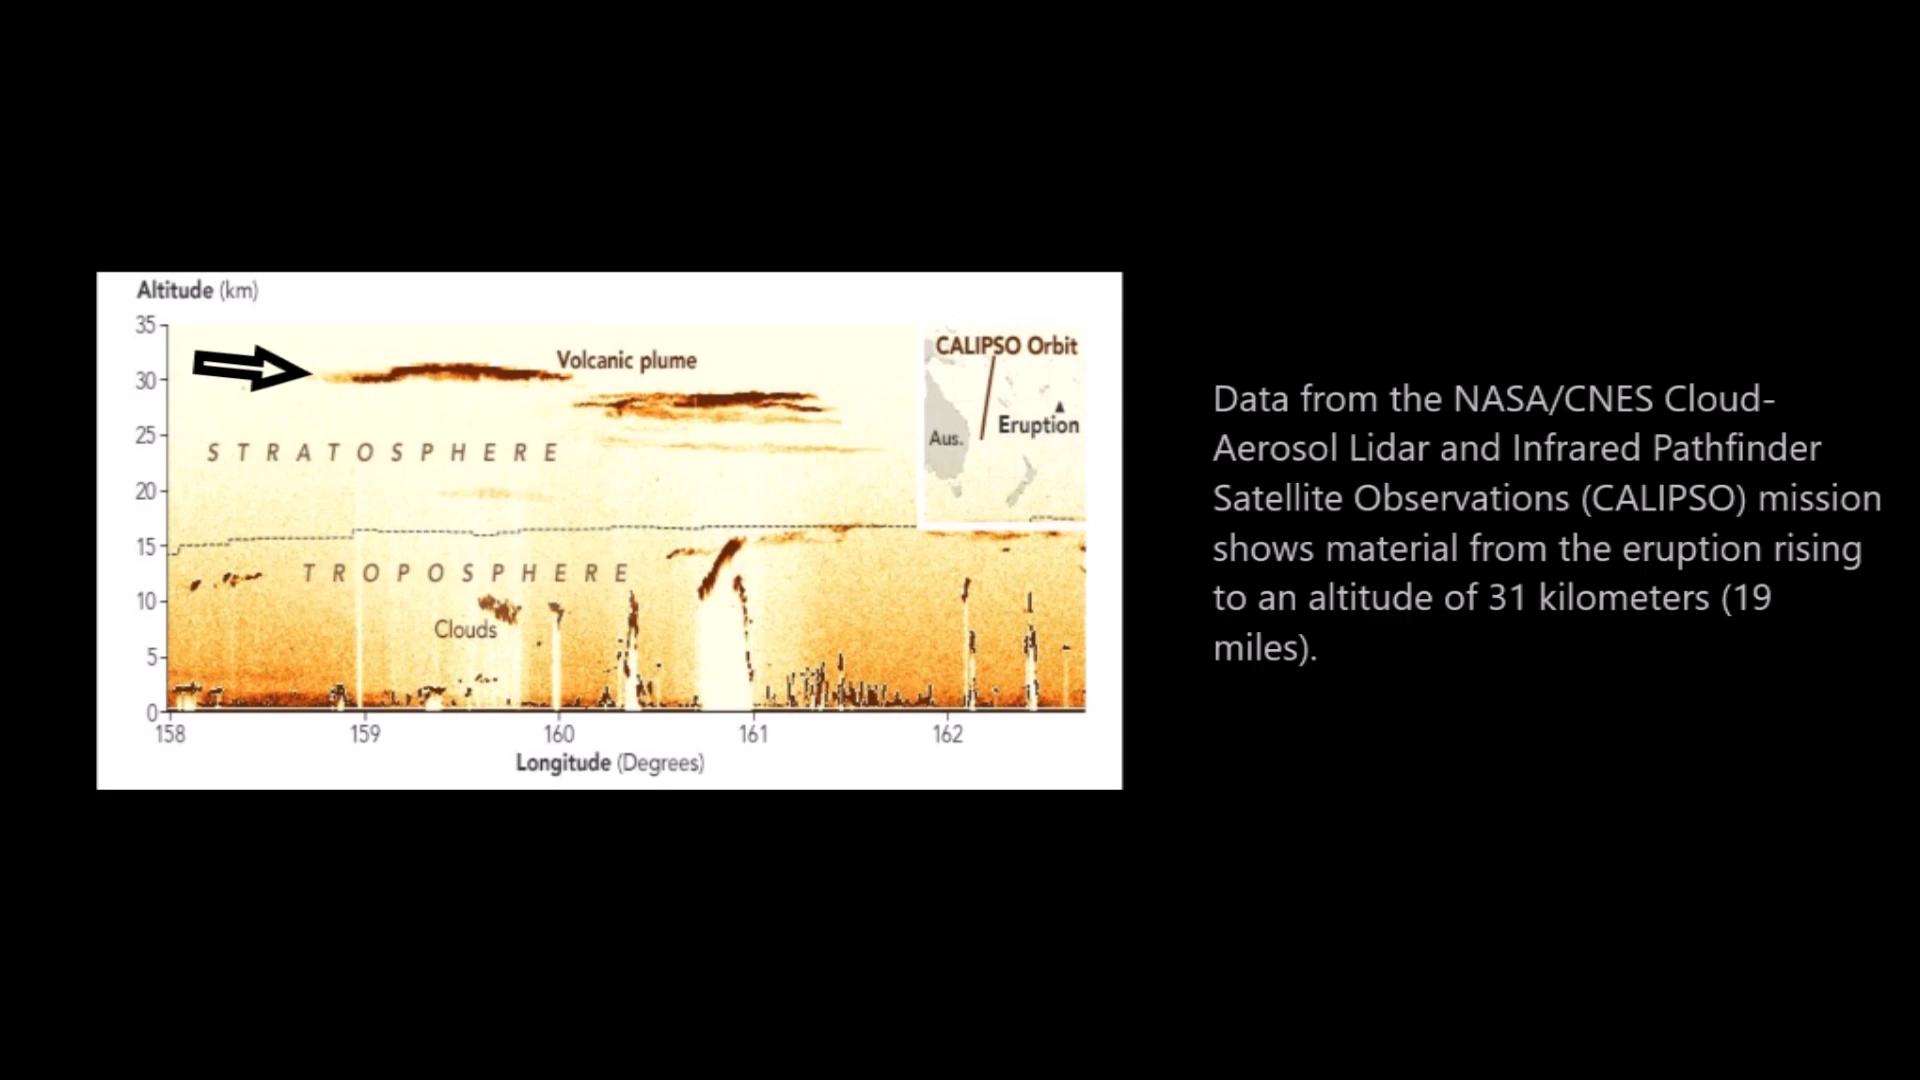 Altitude (km)
35
30
25
20
15
10
5
0
Volcanic plume
STRATOSPHERE
TROPOSPHERE
Clouds
CALIPSO Orbit
Eruption
Aus.
158 159 160 161 162
Longitude (Degrees)
Data from the NASA/CNES Cloud-
Aerosol Lidar and Infrared Pathfinder
Satellite Observations (CALIPSO) mission
shows material from the eruption rising
to an altitude of 31 kilometers (19
miles).